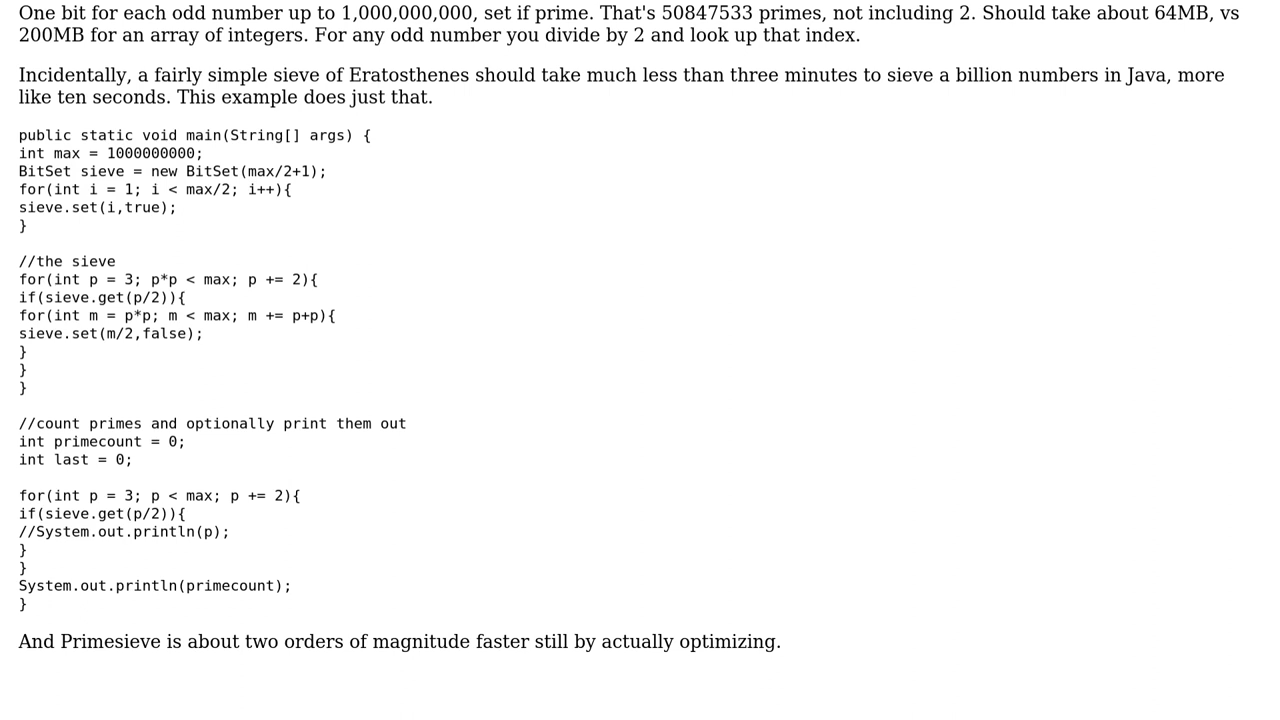 One bit for each odd number up to 1,000,000,000, set if prime. That's 50847533 primes, not including 2. Should take about 64MB, vs
200MB for an array of integers. For any odd number you divide by 2 and look up that index.
Incidentally, a fairly simple sieve of Eratosthenes should take much less than three minutes to sieve a billion numbers in Java, more
like ten seconds. This example does just that.
public static void main(String[] args) {
int max = 1000000000;
BitSet sieve = new BitSet(max/2+1);
for(int i = 1; i < max/2; i++){
sieve.set(i,true);
}
//the sieve
for(int p = 3; p*p < max; p += 2){
if(sieve.get(p/2)){
for(int m = p*p; m < max; m += p+p){
sieve.set(m/2,false);
}
}
}
//count primes and optionally print them out
int primecount = 0;
int last = 0;
for(int p = 3; p < max; p += 2){
if(sieve.get(p/2)){
//System.out.println(p);
}
}
System.out.println(primecount);
}
And Primesieve is about two orders of magnitude faster still by actually optimizing.